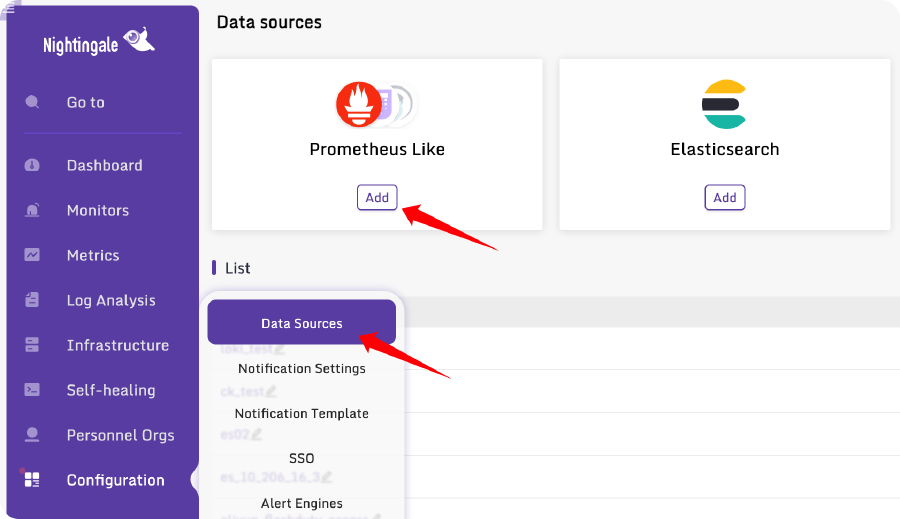 Nightingale
Go to
Dashboard
Monitors
Metrics
Log Analysis
Infrastructure
Self-healing
Personnel Orgs
Configuration
Data sources
Prometheus Like
Add
Elasticsearch
Add
List
Data Sources
loki_test
Notification Settings
ck_test
Notification Template
es02
SSO
es_10_206_16_3
Alert Engines